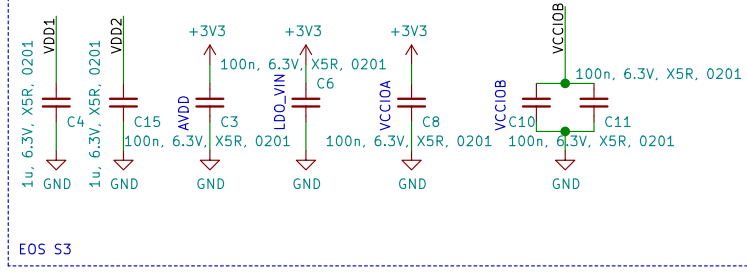 VDD1
VDD2
+3V3
+3V3
+3V3
VCCIOB
1u, 6.3V, X5R, 0201
1u, 6.3V, X5R, 0201
100n, 6.3V, X5R, 0201
100n, 6.3V, X5R, 0201
AVDD
LDO_VIN
C6
VCCIOA
VCCIOB
C4
C15
C3
C8
C10
C11
100n, 6.3V, X5R, 0201
100n, 6.3V, X5R, 0201
100n, 6.3V, X5R, 0201
GND
GND
GND
GND
GND
GND
EOS S3